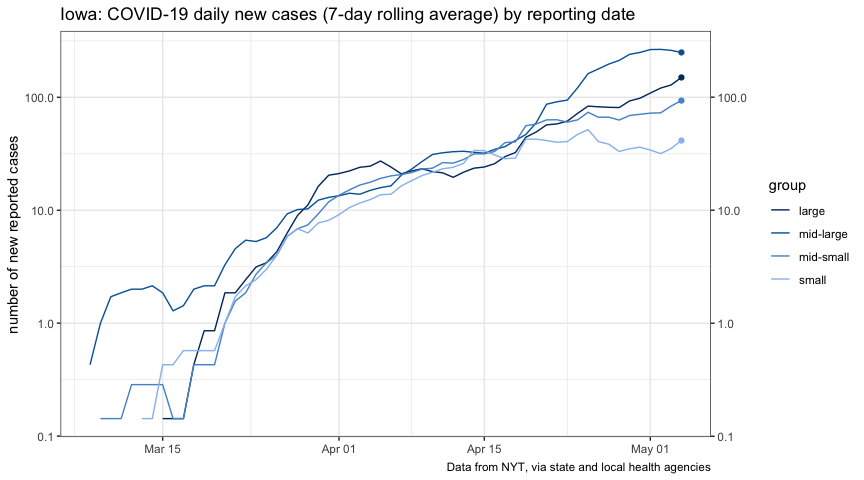 Iowa: COVID-19 daily new cases (7-day rolling average) by reporting date
number of new reported cases
100.0
10.0
1.0
0.1
100.0
10.0
1.0
0.1
Mar 15
Apr 01
Apr 15
May 01
group
large
mid-large
mid-small
small
Data from NYT, via state and local health agencies